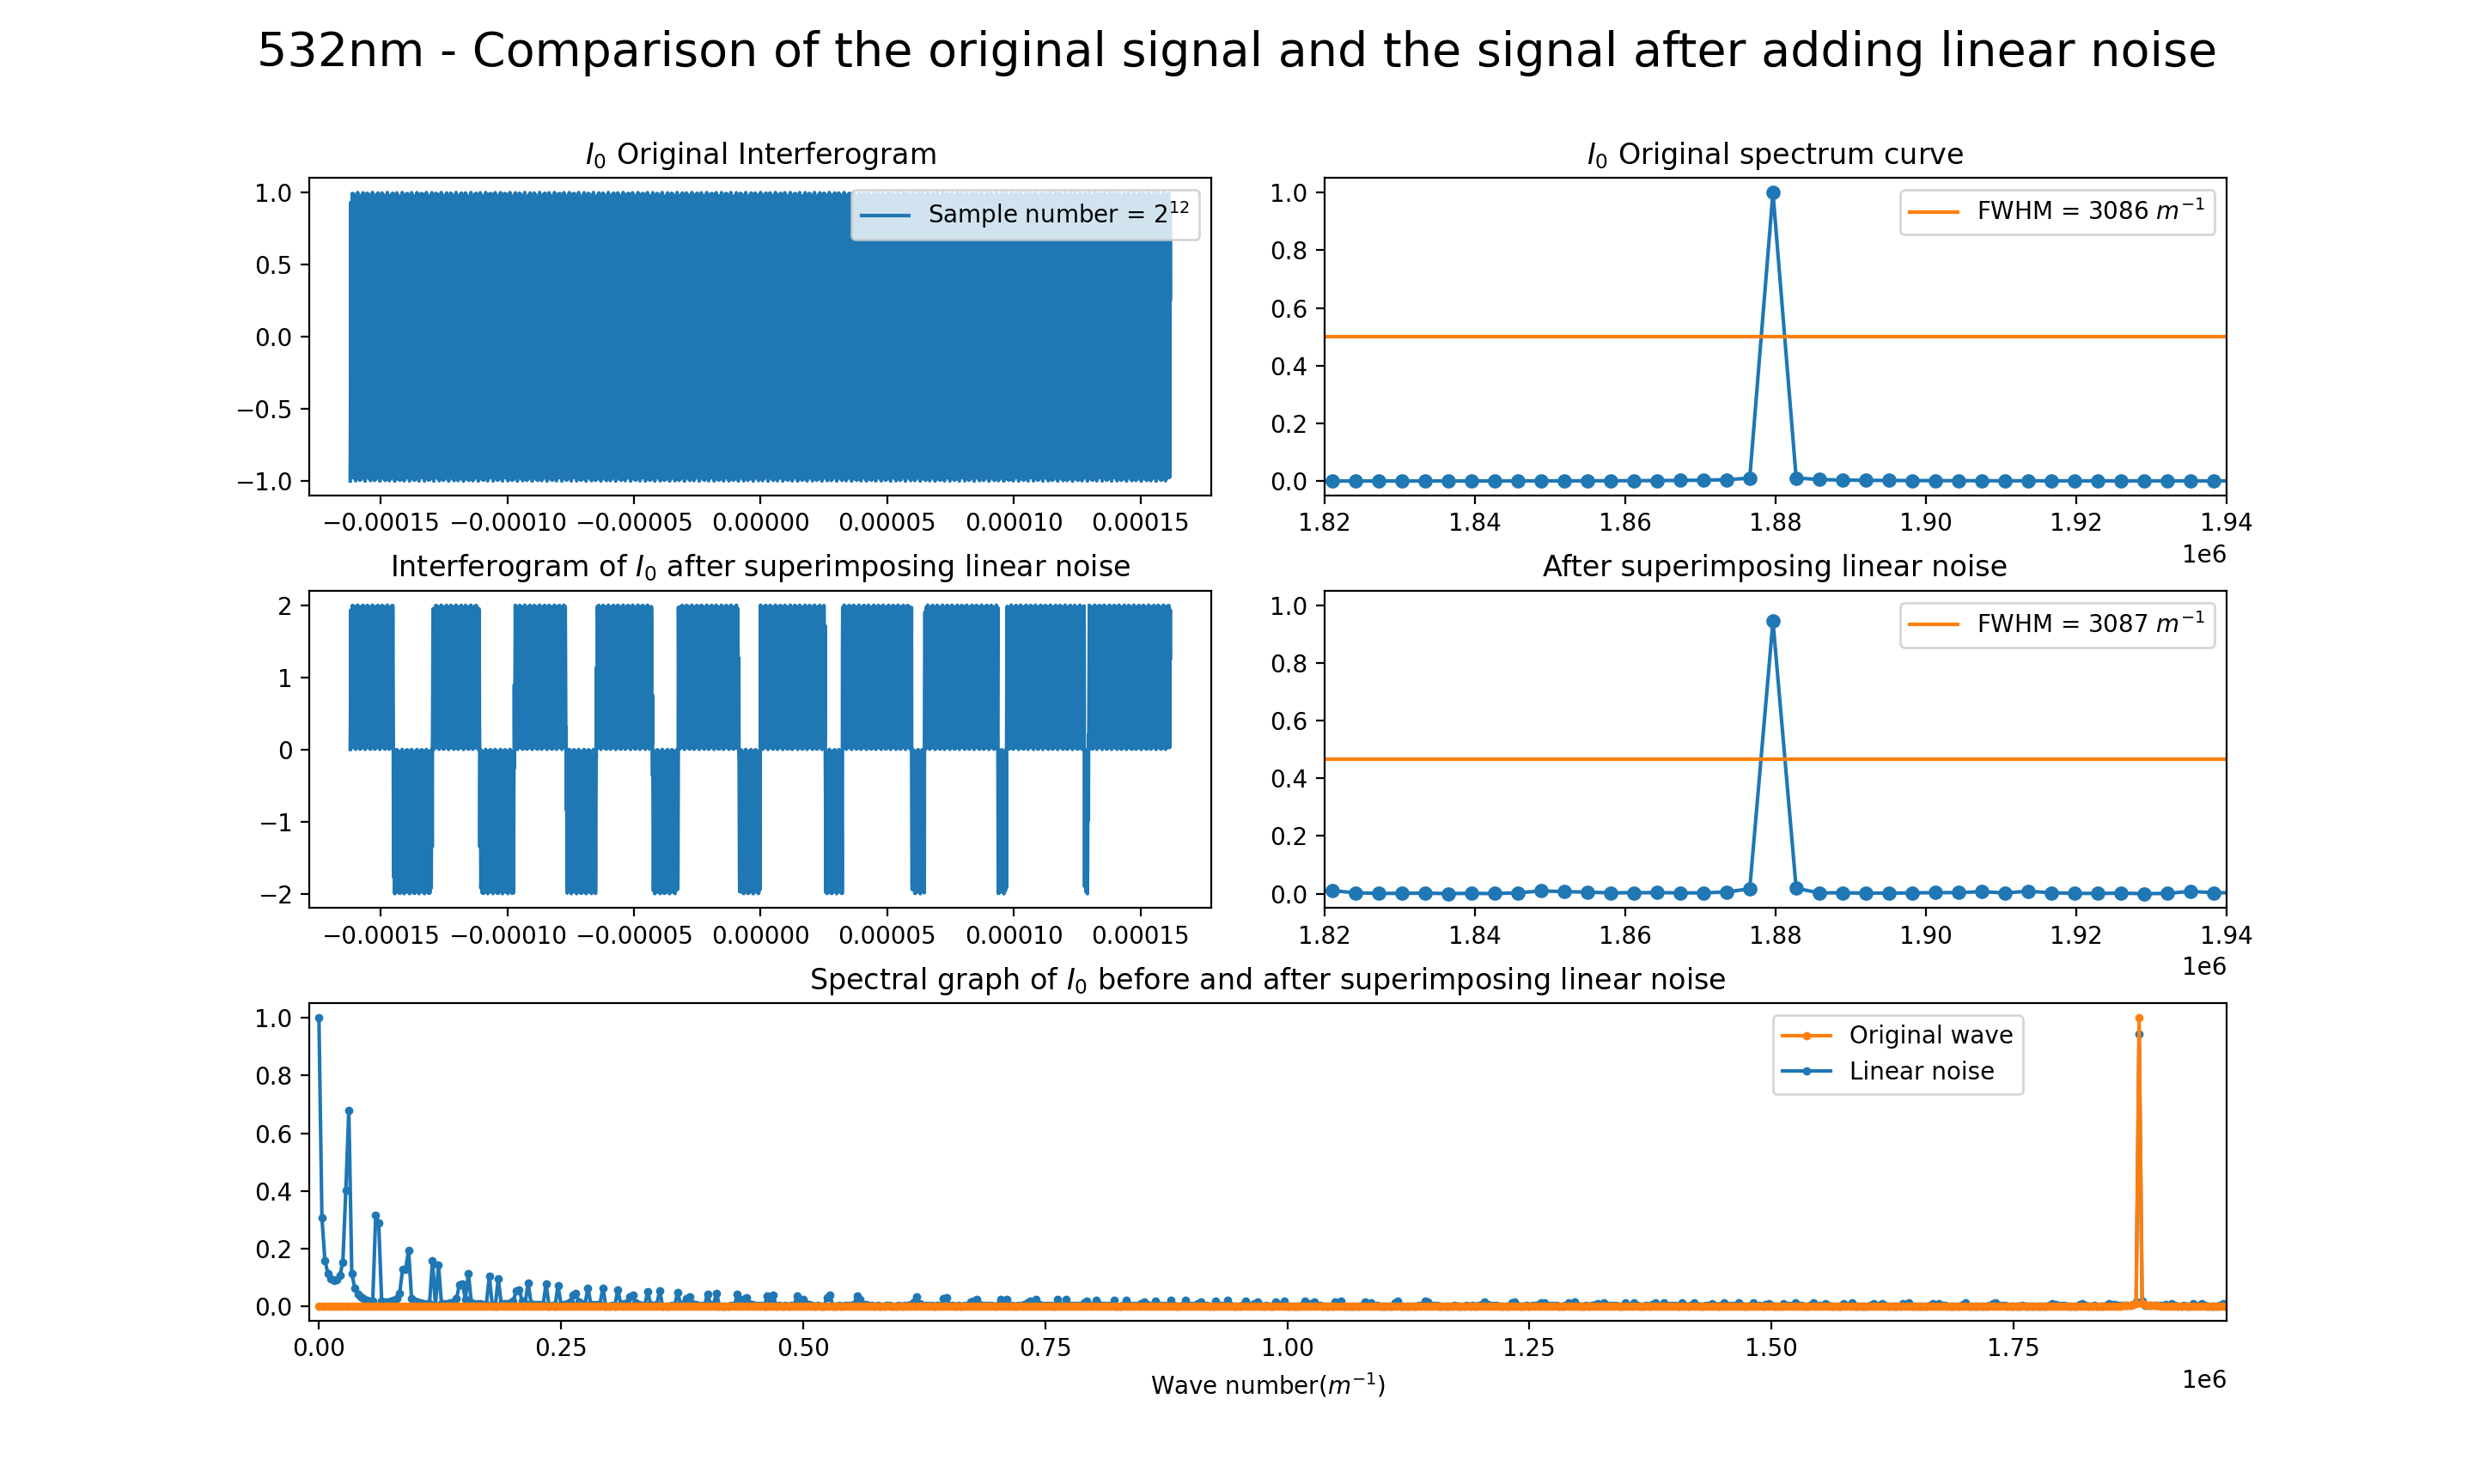 532nm - Comparison of the original signal and the signal after adding linear noise
I₀ Original Interferogram
1.0
0.5
0.0
−0.5
−1.0
Sample number = 2¹²
−0.00015 −0.00010 −0.00005 0.00000 0.00005 0.00010 0.00015
I₀ Original spectrum curve
1.0
0.8
0.6
0.4
0.2
0.0
FWHM = 3086 m⁻¹
1.82 1.84 1.86 1.88 1.90 1.92 1.94
1e6
Interferogram of I₀ after superimposing linear noise
2
1
0
−1
−2
−0.00015 −0.00010 −0.00005 0.00000 0.00005 0.00010 0.00015
After superimposing linear noise
1.0
0.8
0.6
0.4
0.2
0.0
FWHM = 3087 m⁻¹
1.82 1.84 1.86 1.88 1.90 1.92 1.94
1e6
Spectral graph of I₀ before and after superimposing linear noise
1.0
0.8
0.6
0.4
0.2
0.0
Original wave
Linear noise
0.00 0.25 0.50 0.75 1.00 1.25 1.50 1.75
1e6
Wave number(m⁻¹)